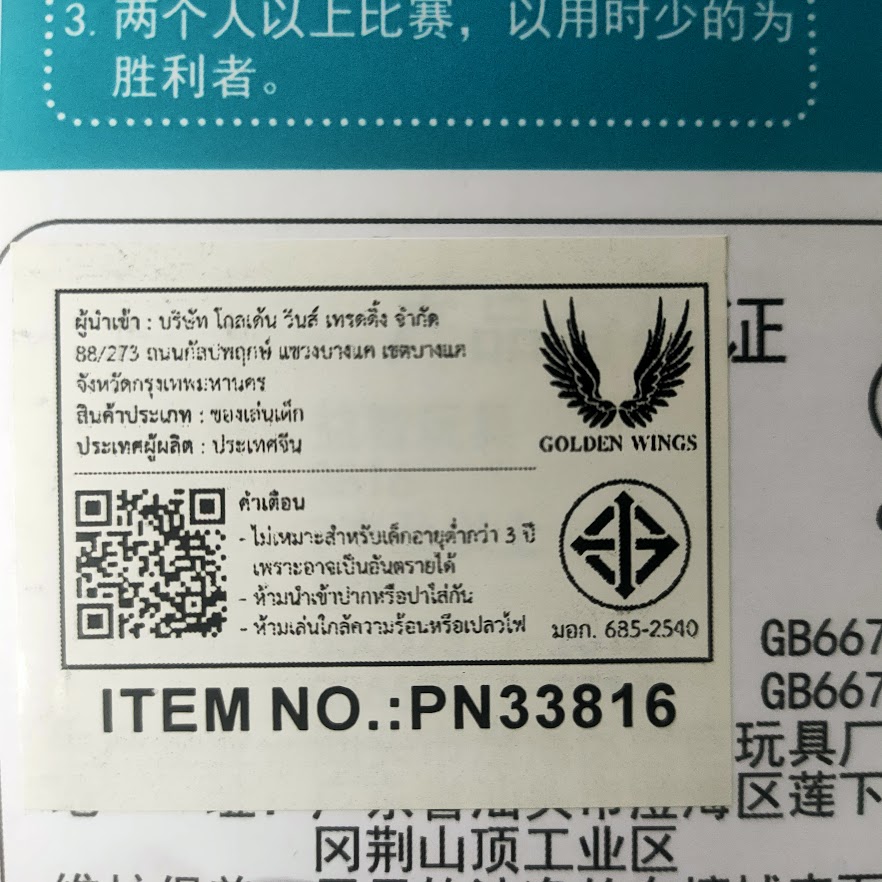 3. 两个人以上比赛，以用时少的为
胜利者。
证
ผู้นำเข้า : บริษัท โกลเด้น วินส์ เทรดดิ้ง จำกัด
88/273 ถนนกัลปพฤกษ์ แขวงบางแค เขตบางแค
จังหวัดกรุงเทพมหานคร
สินค้าประเภท : ของเล่นเด็ก
ประเทศผู้ผลิต : ประเทศจีน
GOLDEN WINGS
คำเตือน
- ไม่เหมาะสำหรับเด็กอายุต่ำกว่า 3 ปี
เพราะอาจเป็นอันตรายได้
- ห้ามนำเข้าปากหรือปาใส่กัน
- ห้ามเล่นใกล้ความร้อนหรือเปลวไฟ
มอก. 685-2540
ITEM NO.:PN33816
GB667
GB667
玩具厂
区莲下
冈荆山顶工业区